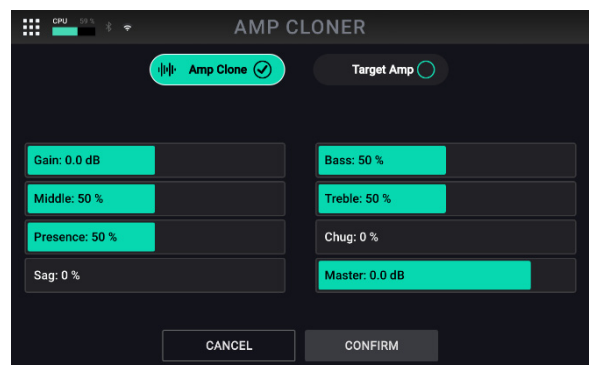 CPU 59 %
AMP CLONER
Amp Clone
Target Amp
Gain: 0.0 dB
Bass: 50 %
Middle: 50 %
Treble: 50 %
Presence: 50 %
Chug: 0 %
Sag: 0 %
Master: 0.0 dB
CANCEL
CONFIRM